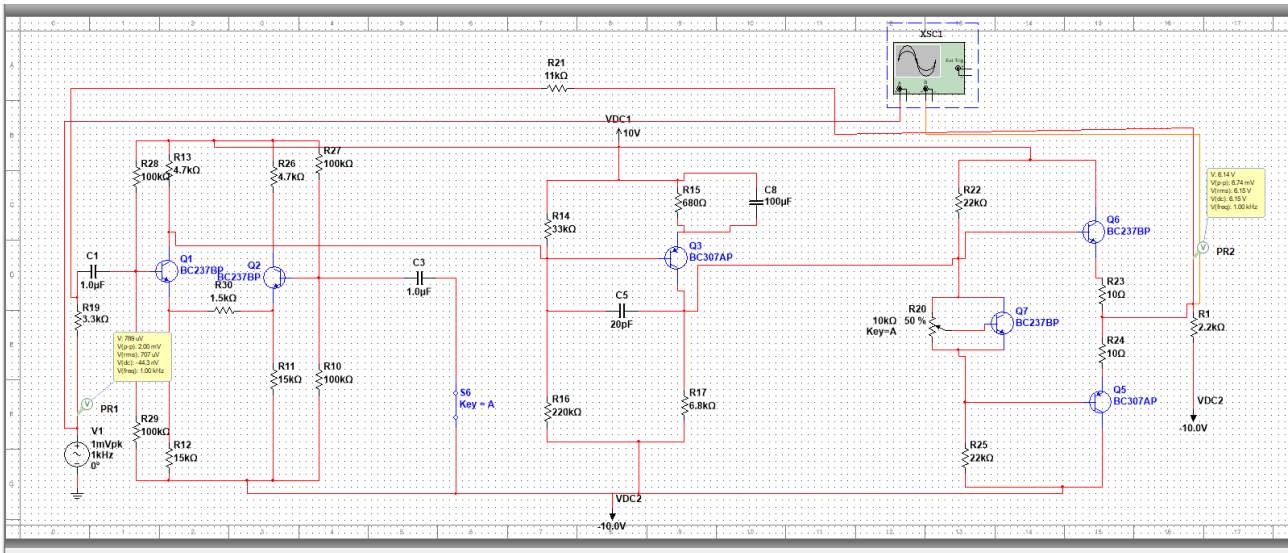 XSC1
Ext Trig
R21
11kΩ
VDC1
10V
R28
100kΩ
R13
4.7kΩ
R26
4.7kΩ
R27
100kΩ
R14
33kΩ
R15
680Ω
C8
100µF
R22
22kΩ
Q6
BC237BP
V: 6.14 V
V(p-p): 6.74 mV
V(rms): 6.15 V
V(dc): 6.15 V
V(freq): 1.00 kHz
PR2
C1
1.0µF
Q1
BC237BP
Q2
BC237BP
R30
1.5kΩ
C3
1.0µF
Q3
BC307AP
C5
20pF
R23
10Ω
R19
3.3kΩ
R20
10kΩ
50 %
Key=A
Q7
BC237BP
R1
2.2kΩ
R24
10Ω
V: 789 uV
V(p-p): 2.00 mV
V(rms): 707 uV
V(dc): -44.3 nV
V(freq): 1.00 kHz
PR1
R11
15kΩ
R10
100kΩ
S6
Key = A
R16
220kΩ
R17
6.8kΩ
Q5
BC307AP
VDC2
-10.0V
V1
1mVpk
1kHz
0°
R29
100kΩ
R12
15kΩ
R25
22kΩ
VDC2
-10.0V